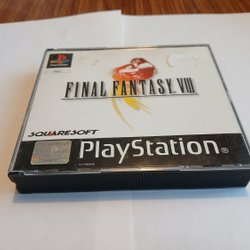 FINAL FANTASY. VIII
SQUARESOFT
PlayStation®